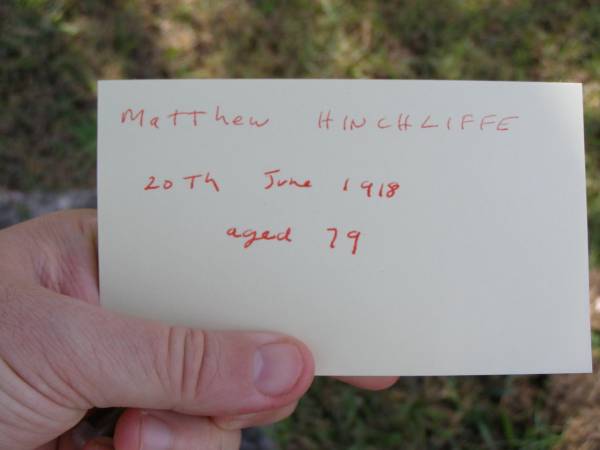 Matthew HINCHLIFFE
20Th June 1918
aged 79